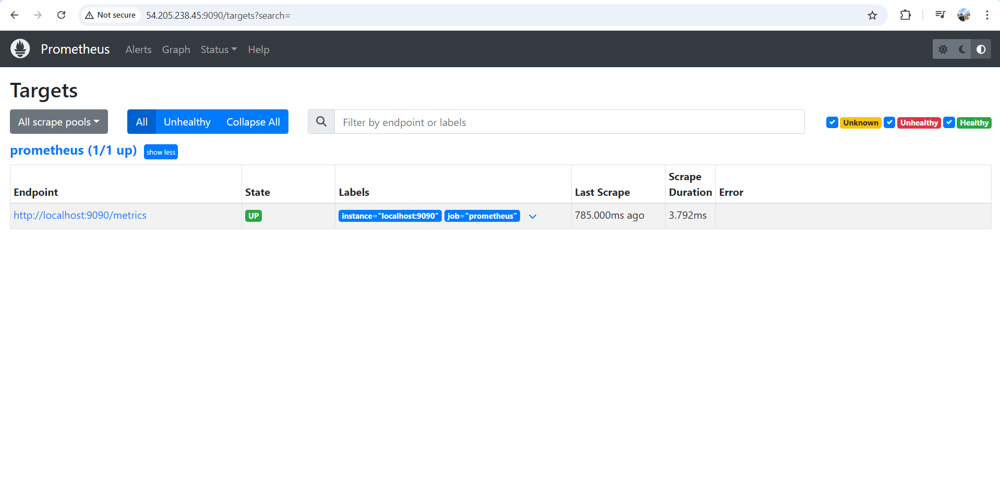 Not secure 54.205.238.45:9090/targets?search=
Prometheus Alerts Graph Status Help
Targets
All scrape pools All Unhealthy Collapse All Filter by endpoint or labels Unknown Unhealthy Healthy
prometheus (1/1 up) show less
Endpoint State Labels Last Scrape Scrape Duration Error
http://localhost:9090/metrics UP instance="localhost:9090" job="prometheus" 785.000ms ago 3.792ms